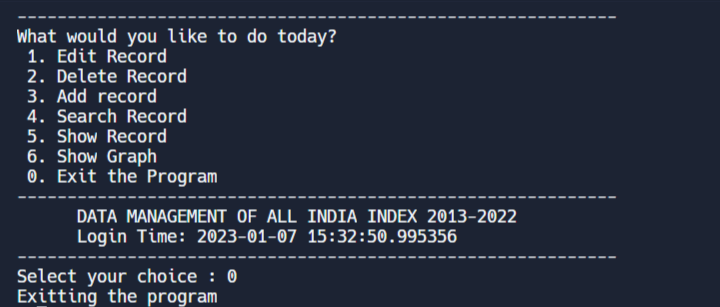 ------------------------------------------------------------
What would you like to do today?
1. Edit Record
2. Delete Record
3. Add record
4. Search Record
5. Show Record
6. Show Graph
0. Exit the Program
------------------------------------------------------------
DATA MANAGEMENT OF ALL INDIA INDEX 2013-2022
Login Time: 2023-01-07 15:32:50.995356
------------------------------------------------------------
Select your choice : 0
Exitting the program